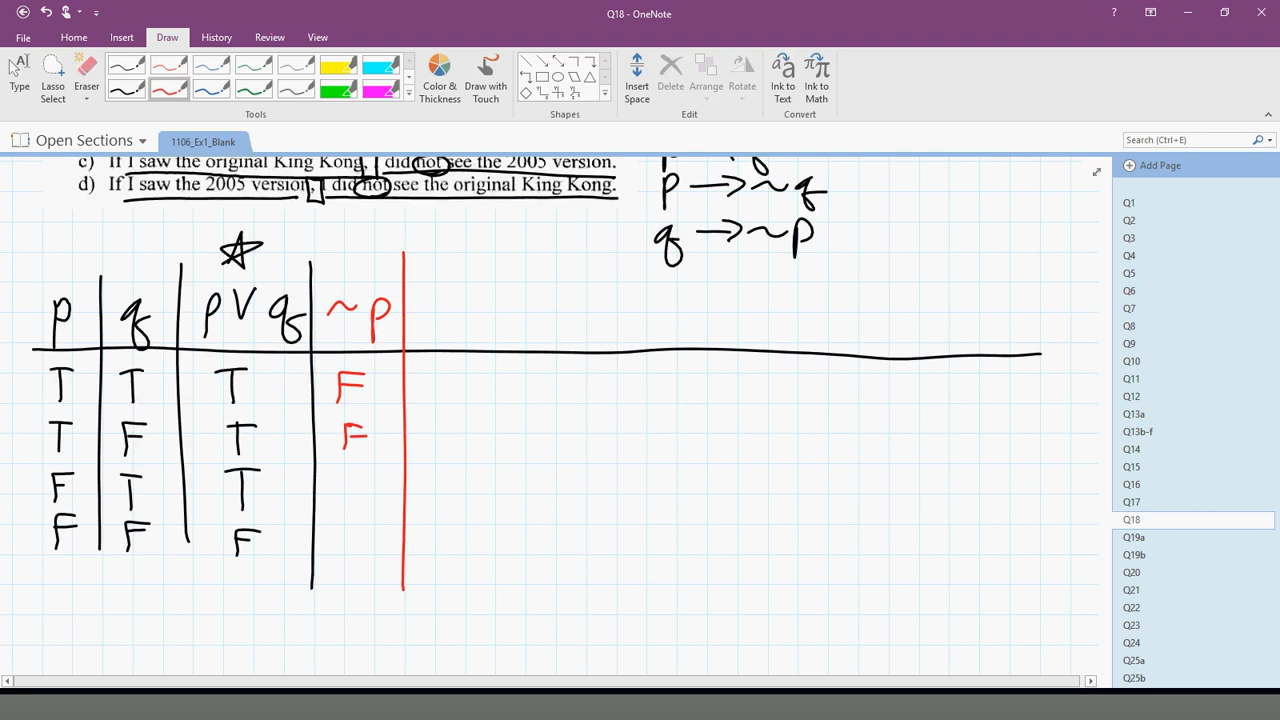 Q18 - OneNote
?
File
Home
Insert
Draw
History
Review
View
Type
Lasso Select
Eraser
Color & Thickness
Draw with Touch
Insert Space
Delete
Arrange
Rotate
Ink to Text
Ink to Math
Tools
Shapes
Edit
Convert
Open Sections
1106_Ex1_Blank
Search (Ctrl+E)
Add Page
c) If I saw the original King Kong, I did not see the 2005 version.
d) If I saw the 2005 version, I did not see the original King Kong.
p → ~q
q → ~p
p q p V q ~p
T T T F
T F T F
F T T
F F F
Q1
Q2
Q3
Q4
Q5
Q6
Q7
Q8
Q9
Q10
Q11
Q12
Q13a
Q13b-f
Q14
Q15
Q16
Q17
Q18
Q19a
Q19b
Q20
Q21
Q22
Q23
Q24
Q25a
Q25b